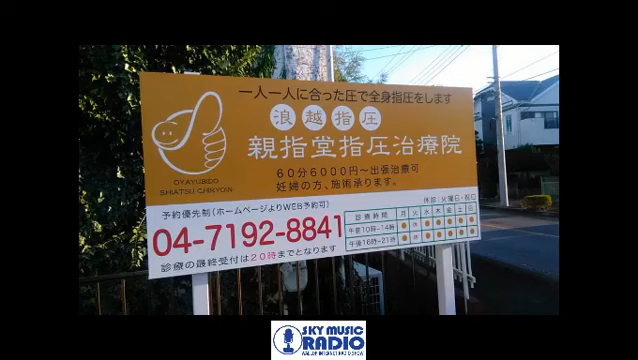 一人一人に合った圧で全身指圧をします
浪越指圧
親指堂指圧治療院
OYAYUBIDO
SHIATSU CHIRYOIN
60分6000円～出張治療可
妊婦の方、施術承ります。
予約優先制(ホームページよりWEB予約可)
04-7192-8841
診療の最終受付は20時までとなります
休診：火曜日・祝日
診療時間 月 火 水 木 金 土 日
午前10時~14時 休
午後16時~21時 休
SKY MUSIC
RADIO